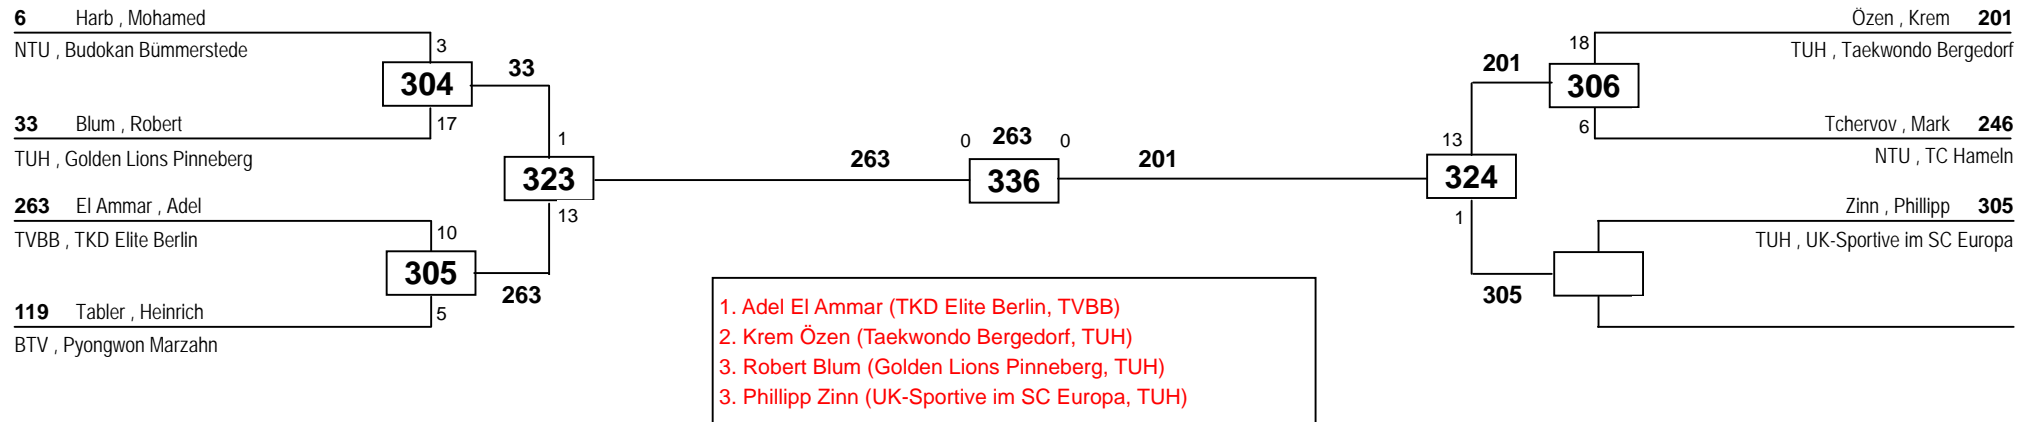 6 Harb , Mohamed
NTU , Budokan Bümmerstede
3
304
33
17
33 Blum , Robert
TUH , Golden Lions Pinneberg
1
323
13
263 El Ammar , Adel
TVBB , TKD Elite Berlin
10
305
263
5
119 Tabler , Heinrich
BTV , Pyongwon Marzahn
263
0 263 0
336
201
Özen , Krem 201
TUH , Taekwondo Bergedorf
18
201
306
6
Tchervov , Mark 246
NTU , TC Hameln
13
324
1
Zinn , Phillipp 305
TUH , UK-Sportive im SC Europa
305
1. Adel El Ammar (TKD Elite Berlin, TVBB)
2. Krem Özen (Taekwondo Bergedorf, TUH)
3. Robert Blum (Golden Lions Pinneberg, TUH)
3. Phillipp Zinn (UK-Sportive im SC Europa, TUH)